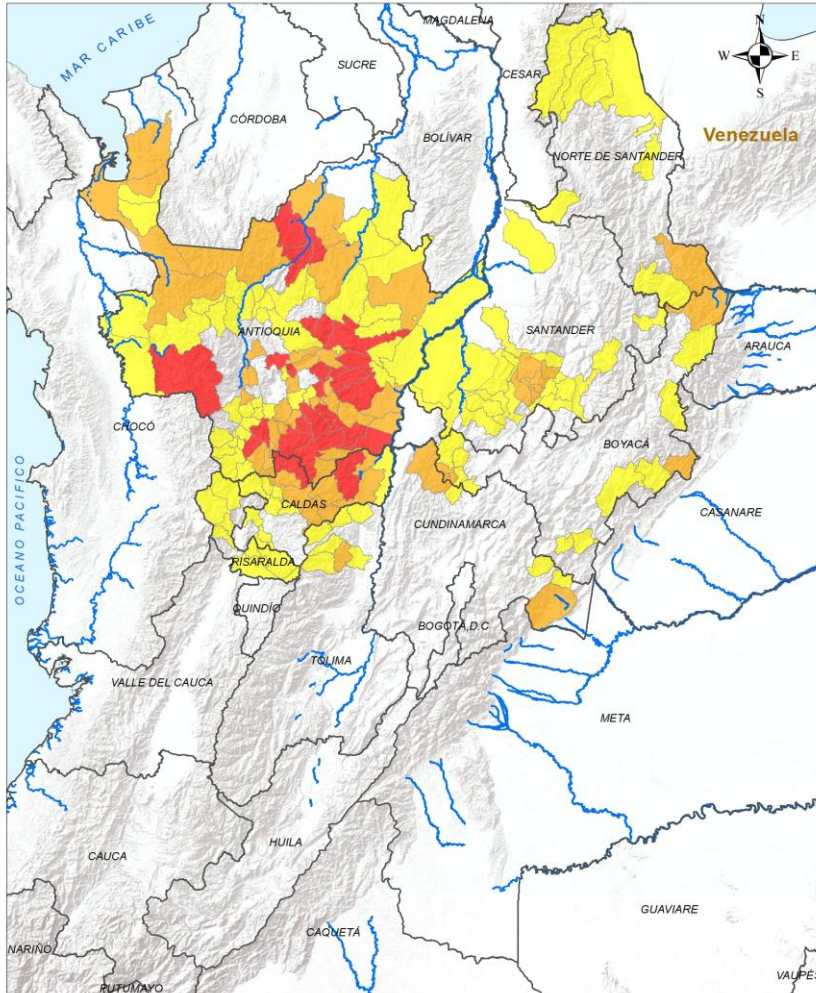 MAGDALENA
N
W E
S
MAR CARIBE
SUCRE
CESAR
CÓRDOBA
BOLÍVAR
Venezuela
NORTE DE SANTANDER
ANTIOQUIA
SANTANDER
ARAUCA
CHOCÓ
BOYACÁ
CALDAS
CUNDINAMARCA
CASANARE
OCEANO PACIFICO
RISARALDA
QUINDÍO
BOGOTÁ,D.C
TOLIMA
VALLE DEL CAUCA
META
HUILA
CAUCA
GUAVIARE
CAQUETÁ
NARIÑO
PUTUMAYO
VAUPÉS